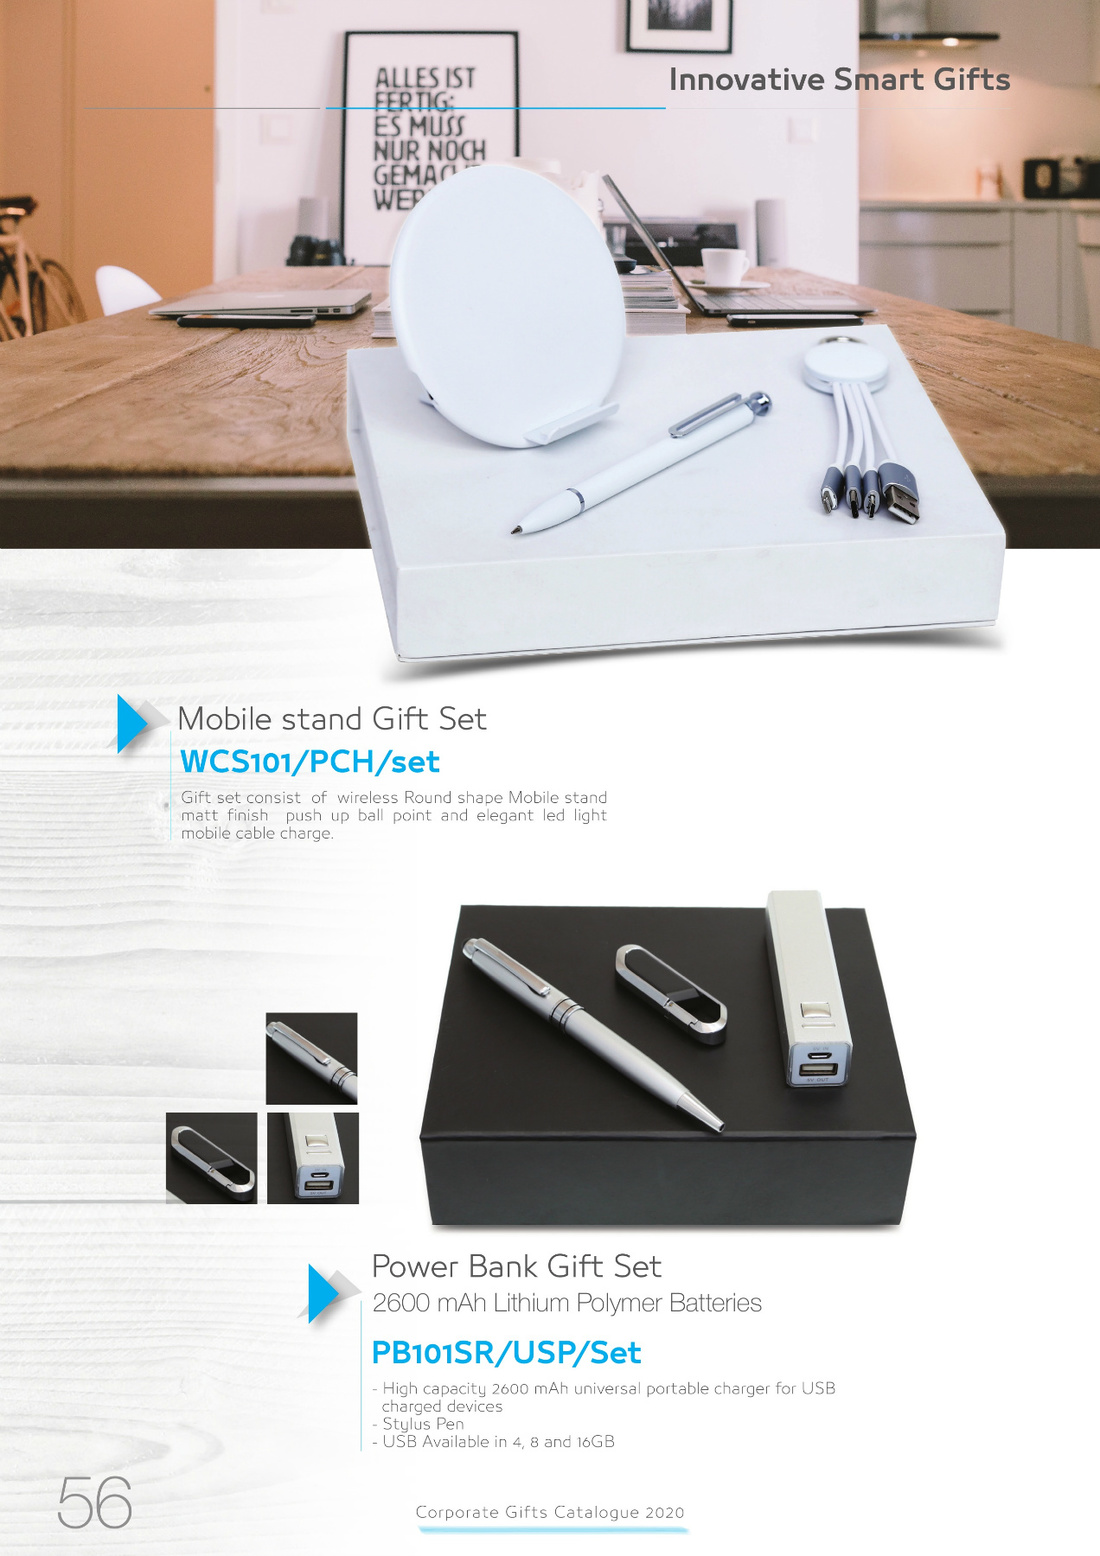 Innovative Smart Gifts
ALLES IST
FERTIG:
ES MUSS
NUR NOCH
Mobile stand Gift Set
WCS101/PCH/set
Gift set consist of wireless Round shape Mobile stand
matt finish push up ball point and elegant led light
mobile cable charge.
Power Bank Gift Set
2600 mAh Lithium Polymer Batteries
PB101SR/USP/Set
- High capacity 2600 mAh universal portable charger for USB
charged devices
- Stylus Pen
- USB Available in 4, 8 and 16GB
56
Corporate Gifts Catalogue 2020